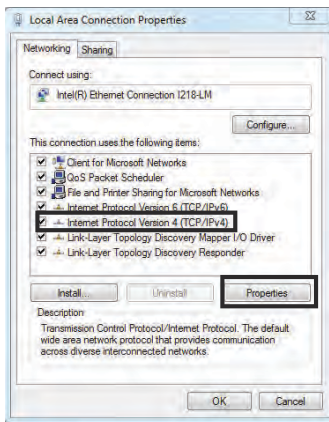 Local Area Connection Properties
Networking Sharing
Connect using:
Intel(R) Ethernet Connection I218-LM
Configure...
This connection uses the following items:
Client for Microsoft Networks
QoS Packet Scheduler
File and Printer Sharing for Microsoft Networks
Internet Protocol Version 6 (TCP/IPv6)
Internet Protocol Version 4 (TCP/IPv4)
Link-Layer Topology Discovery Mapper I/O Driver
Link-Layer Topology Discovery Responder
Install... Uninstall Properties
Description
Transmission Control Protocol/Internet Protocol. The default
wide area network protocol that provides communication
across diverse interconnected networks.
OK Cancel